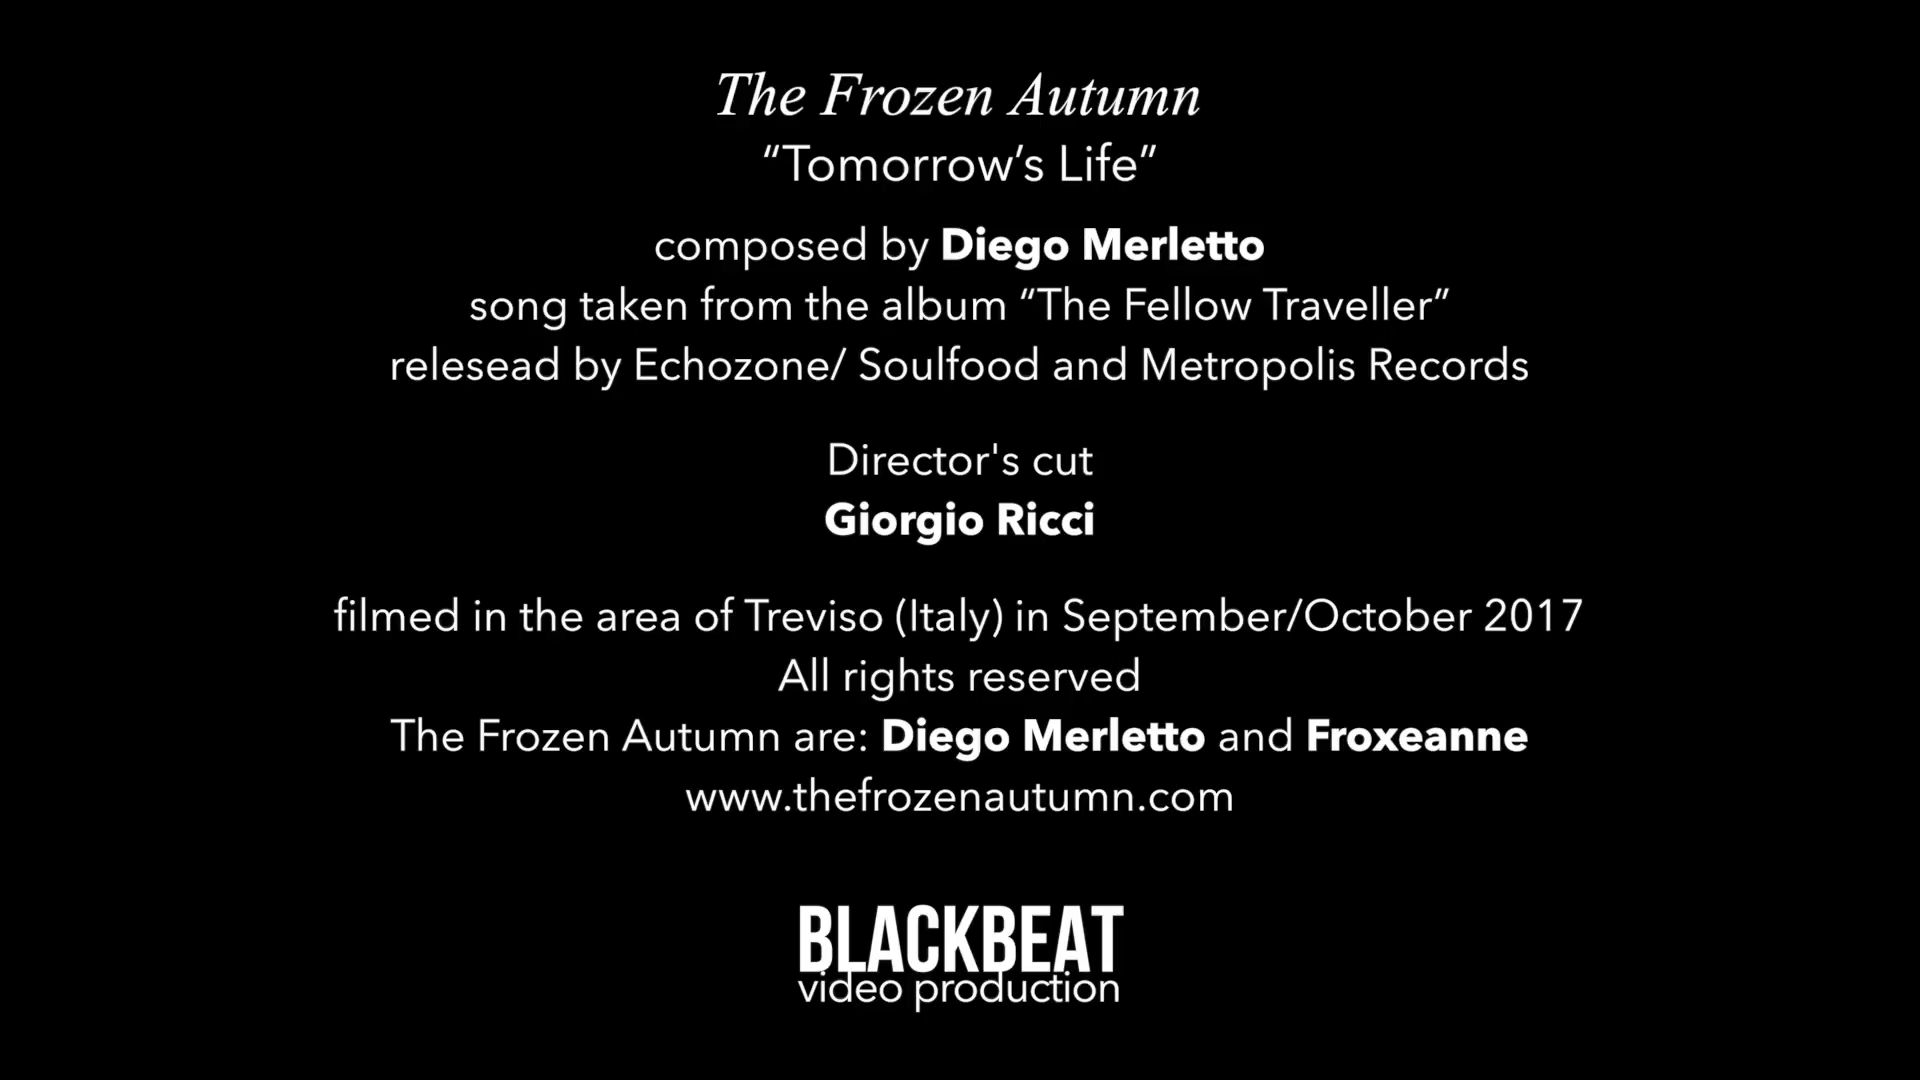 The Frozen Autumn
“Tomorrow’s Life”
composed by Diego Merletto
song taken from the album “The Fellow Traveller”
relesead by Echozone/ Soulfood and Metropolis Records
Director's cut
Giorgio Ricci
filmed in the area of Treviso (Italy) in September/October 2017
All rights reserved
The Frozen Autumn are: Diego Merletto and Froxeanne
www.thefrozenautumn.com
BLACKBEAT
video production